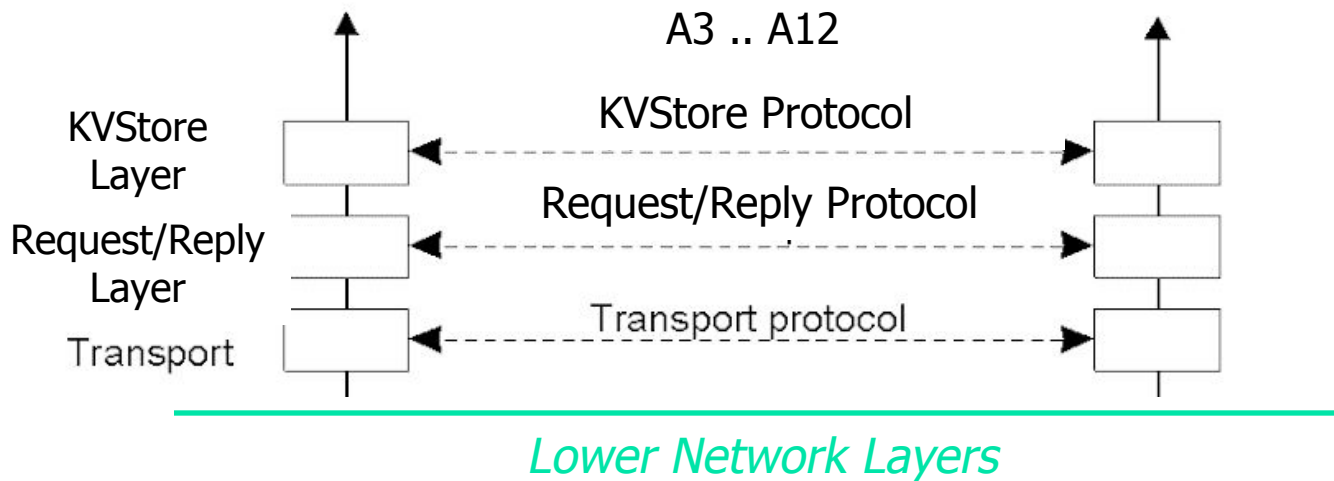 A3 .. A12
KVStore
Layer
KVStore Protocol
Request/Reply
Layer
Request/Reply Protocol
Transport
Transport protocol
Lower Network Layers